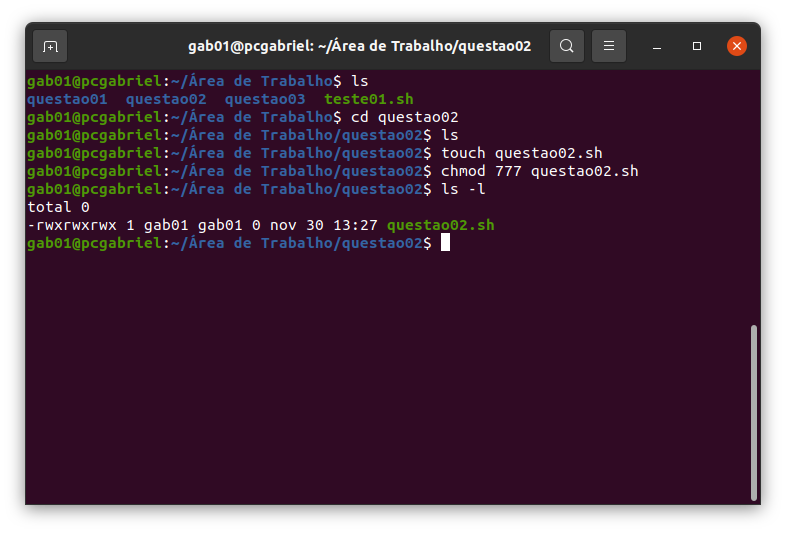 gab01@pcgabriel: ~/Área de Trabalho/questao02
gab01@pcgabriel:~/Área de Trabalho$ ls
questao01  questao02  questao03  teste01.sh
gab01@pcgabriel:~/Área de Trabalho$ cd questao02
gab01@pcgabriel:~/Área de Trabalho/questao02$ ls
gab01@pcgabriel:~/Área de Trabalho/questao02$ touch questao02.sh
gab01@pcgabriel:~/Área de Trabalho/questao02$ chmod 777 questao02.sh
gab01@pcgabriel:~/Área de Trabalho/questao02$ ls -l
total 0
-rwxrwxrwx 1 gab01 gab01 0 nov 30 13:27 questao02.sh
gab01@pcgabriel:~/Área de Trabalho/questao02$